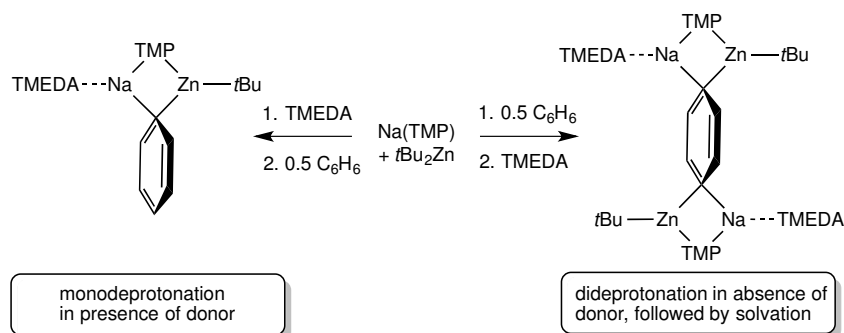 TMP
TMEDA---Na Zn—tBu
1. TMEDA
2. 0.5 C₆H₆
Na(TMP)
+ tBu₂Zn
1. 0.5 C₆H₆
2. TMEDA
TMP
TMEDA---Na Zn—tBu
tBu—Zn Na---TMEDA
TMP
monodeprotonation
in presence of donor
dideprotonation in absence of
donor, followed by solvation